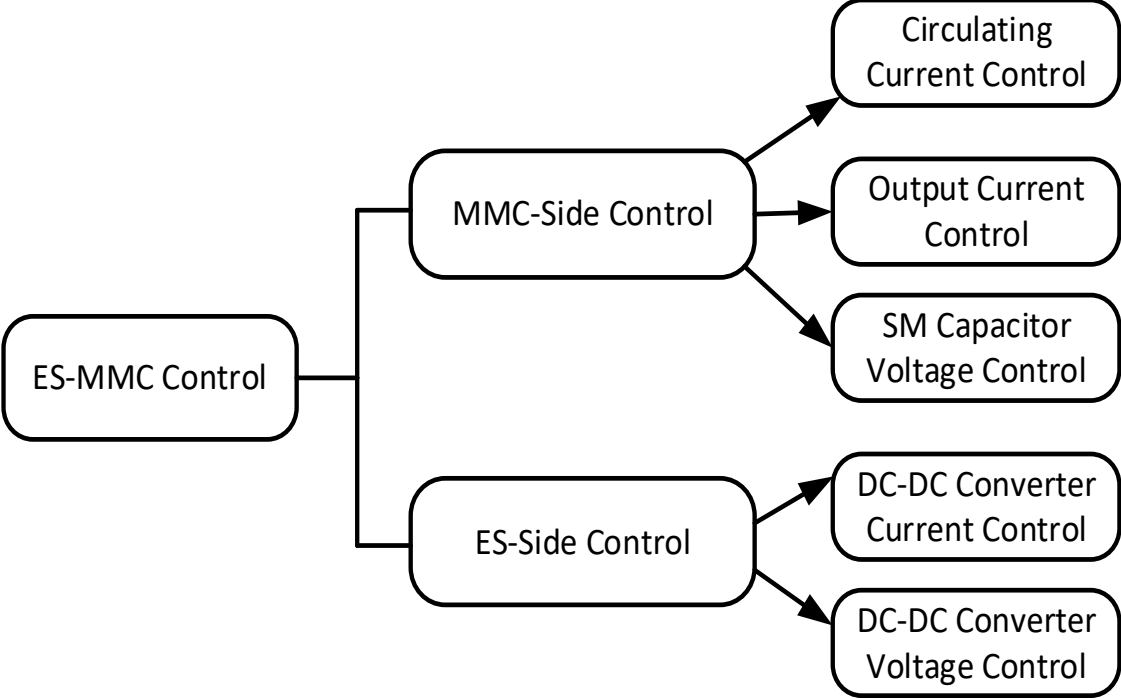 Circulating
Current Control
MMC-Side Control
Output Current
Control
SM Capacitor
Voltage Control
ES-MMC Control
DC-DC Converter
Current Control
ES-Side Control
DC-DC Converter
Voltage Control